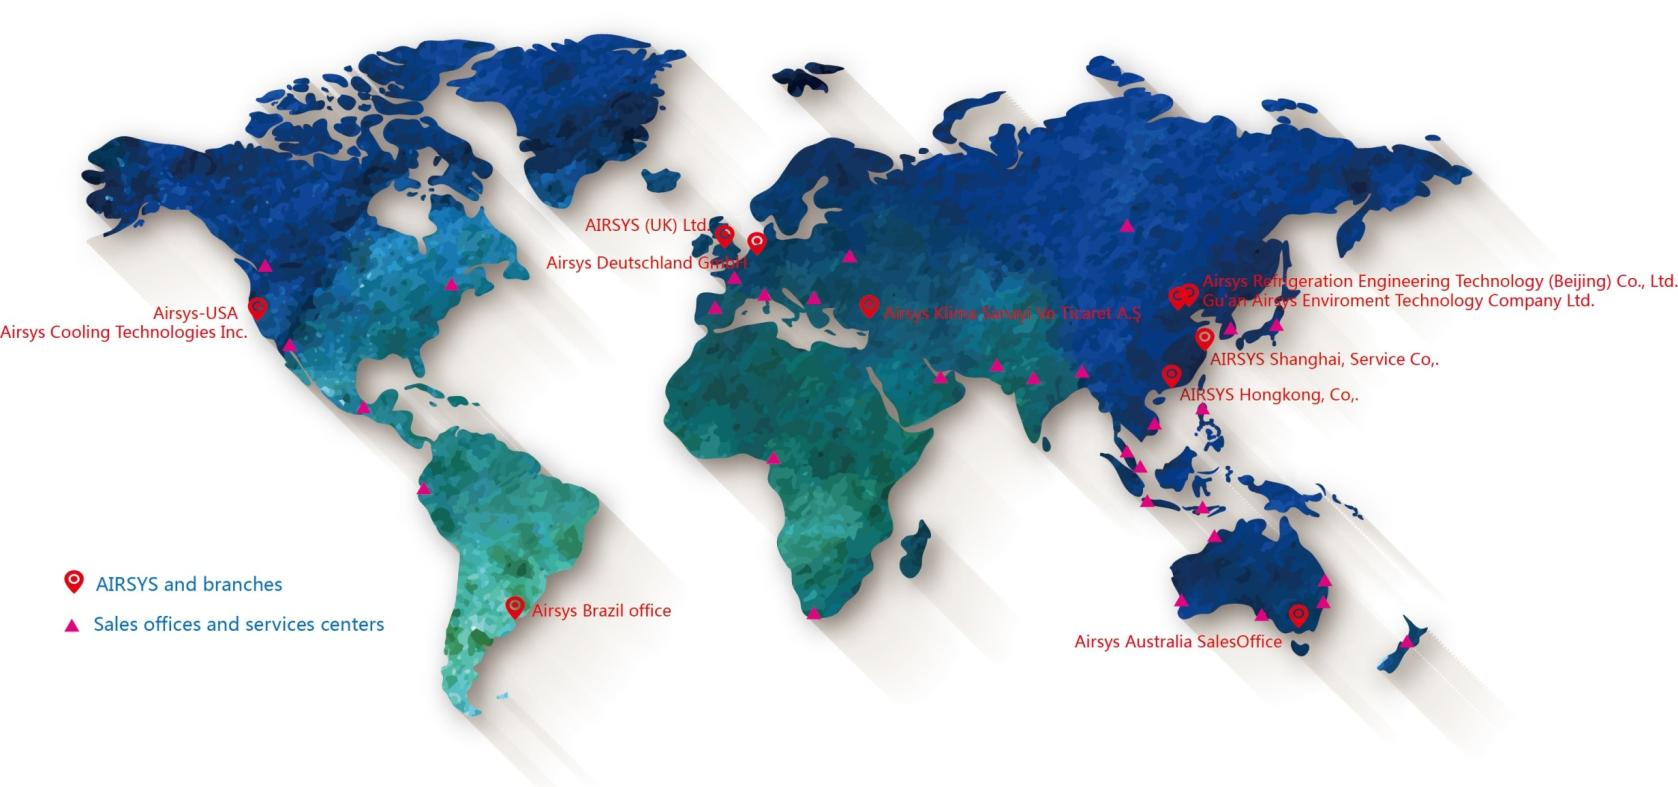 AIRSYS (UK) Ltd.
Airsys Deutschland GmbH
Airsys Refrigeration Engineering Technology (Beijing) Co., Ltd.
Gu'an Airsys Enviroment Technology Company Ltd.
Airsys-USA
Airsys Cooling Technologies Inc.
Airsys Klima Sanayi Ve Ticaret A.Ş
AIRSYS Shanghai, Service Co,.
AIRSYS Hongkong, Co,.
AIRSYS and branches
Sales offices and services centers
Airsys Brazil office
Airsys Australia SalesOffice